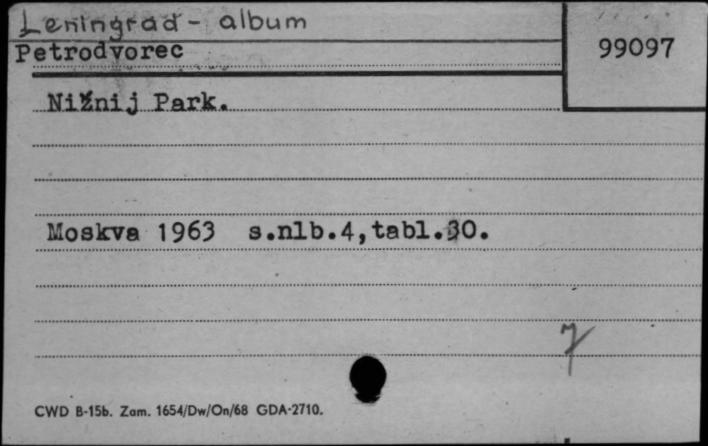 Leningrad - album
Petrodvorec
99097
Nižnij Park.
Moskva 1963 s.nlb.4,tabl.30.
7
CWD B-15b. Zam. 1654/Dw/On/68 GDA-2710.